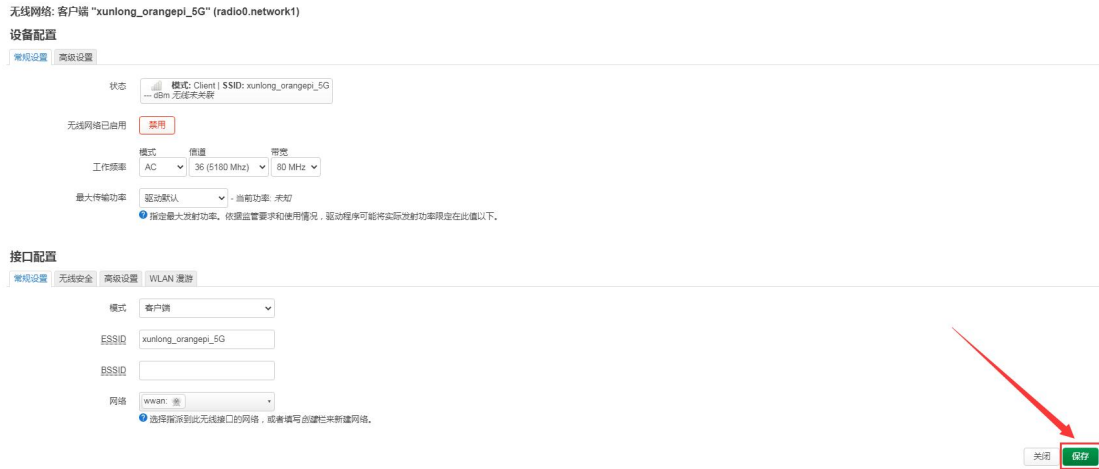 无线网络: 客户端 "xunlong_orangepi_5G" (radio0.network1)
设备配置
常规设置 高级设置
状态 模式: Client | SSID: xunlong_orangepi_5G
--- dBm 无线未关联
无线网络已启用 禁用
模式 信道 带宽
工作频率 AC 36 (5180 Mhz) 80 MHz
最大传输功率 驱动默认 - 当前功率: 未知
指定最大发射功率。依据监管要求和使用情况，驱动程序可能将实际发射功率限定在此值以下。
接口配置
常规设置 无线安全 高级设置 WLAN 漫游
模式 客户端
ESSID xunlong_orangepi_5G
BSSID
网络 wwan:
选择指派到此无线接口的网络，或者填写创建栏来新建网络。
关闭 保存